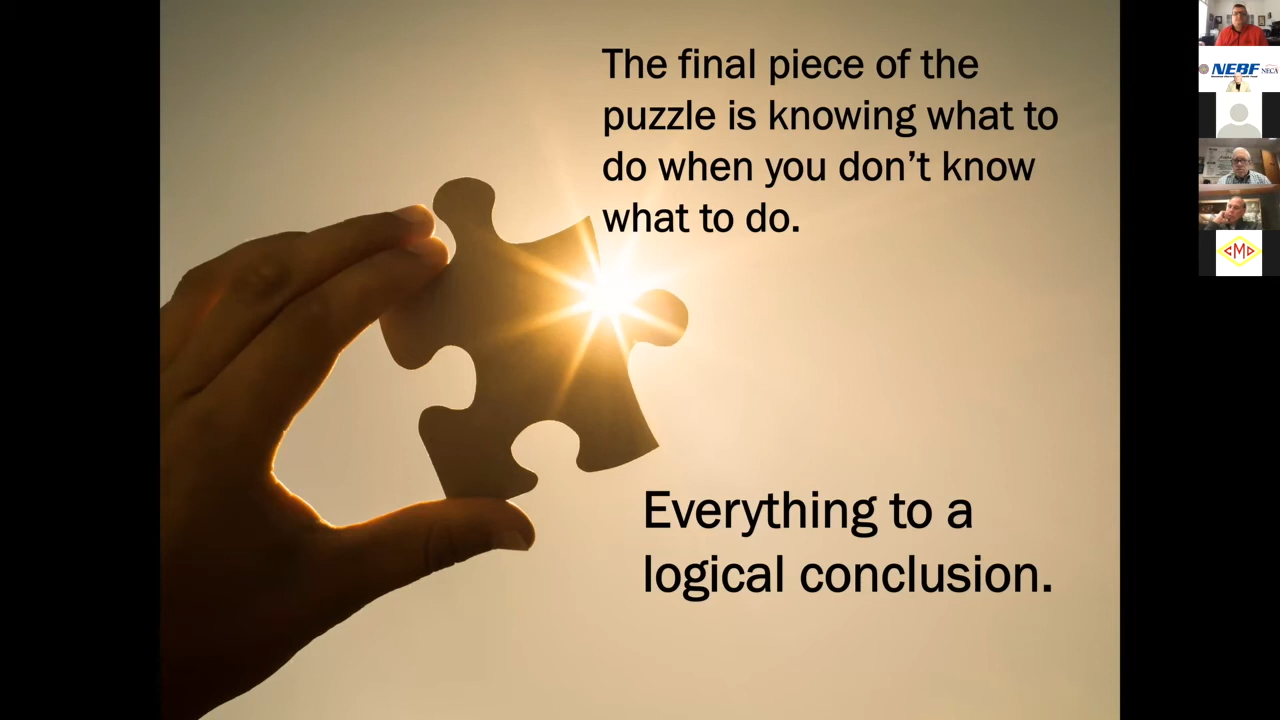 The final piece of the
puzzle is knowing what to
do when you don’t know
what to do.
Everything to a
logical conclusion.
NEBF
NECA
CMD